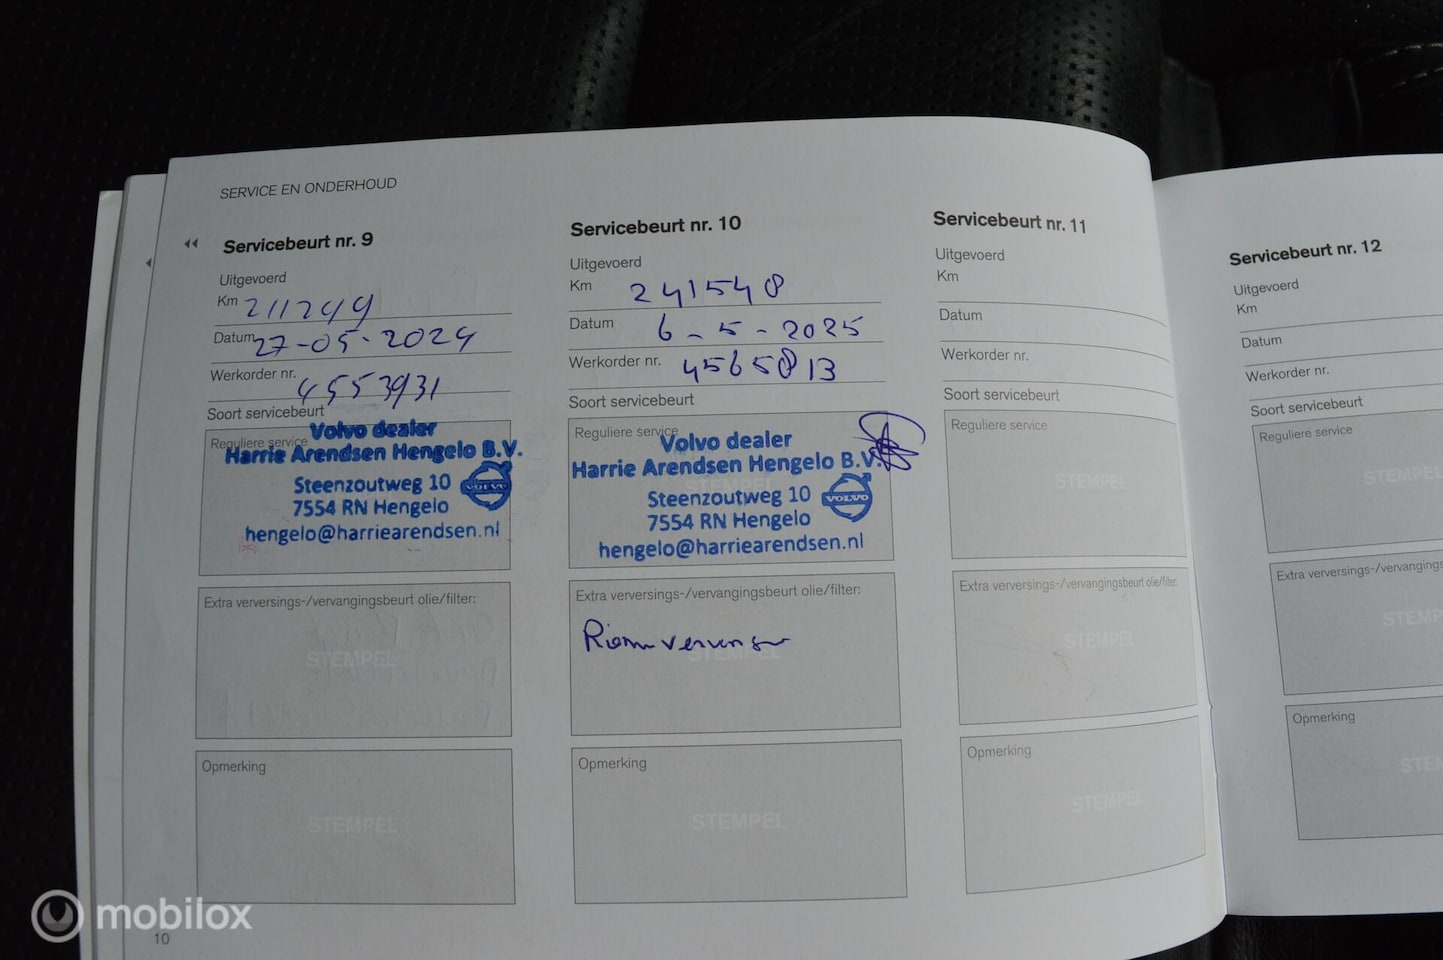 SERVICE EN ONDERHOUD
Servicebeurt nr. 9
Uitgevoerd
Km 211249
Datum 27-05-2024
Werkorder nr. 4553931
Soort servicebeurt
Reguliere service
Volvo dealer
Harrie Arendsen Hengelo B.V.
Steenzoutweg 10
VOLVO
7554 RN Hengelo
hengelo@harriearendsen.nl
Extra verversings-/vervangingsbeurt olie/filter:
STEMPEL
Opmerking
STEMPEL
Servicebeurt nr. 10
Uitgevoerd
Km 241540
Datum 6-5-2025
Werkorder nr. 4565813
Soort servicebeurt
Reguliere service
Volvo dealer
Harrie Arendsen Hengelo B.V.
Steenzoutweg 10
VOLVO
7554 RN Hengelo
hengelo@harriearendsen.nl
Extra verversings-/vervangingsbeurt olie/filter:
STEMPEL
Opmerking
STEMPEL
Servicebeurt nr. 11
Uitgevoerd
Km
Datum
Werkorder nr.
Soort servicebeurt
Reguliere service
STEMPEL
Extra verversings-/vervangingsbeurt olie/filter:
STEMPEL
Opmerking
STEMPEL
Servicebeurt nr. 12
Uitgevoerd
Km
Datum
Werkorder nr.
Soort servicebeurt
Reguliere service
STEMPEL
Extra verversings-/vervangings
STEMPE
Opmerking
STE
10
mobilox